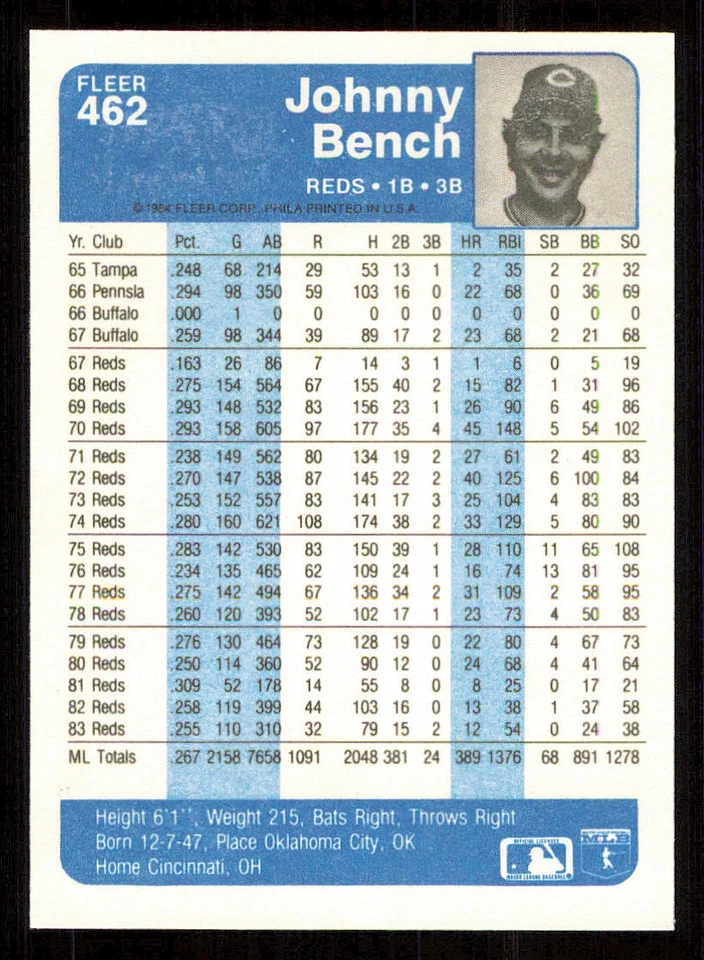 FLEER
462
Johnny
Bench
REDS • 1B • 3B
© 1984 FLEER CORP., PHILA PRINTED IN U.S.A.
Yr. Club Pct. G AB R H 2B 3B HR RBI SB BB SO
65 Tampa .248 68 214 29 53 13 1 2 35 2 27 32
66 Pennsla .294 98 350 59 103 16 0 22 68 0 36 69
66 Buffalo .000 1 0 0 0 0 0 0 0 0 0 0
67 Buffalo .259 98 344 39 89 17 2 23 68 2 21 68
67 Reds .163 26 86 7 14 3 1 1 6 0 5 19
68 Reds .275 154 564 67 155 40 2 15 82 1 31 96
69 Reds .293 148 532 83 156 23 1 26 90 6 49 86
70 Reds .293 158 605 97 177 35 4 45 148 5 54 102
71 Reds .238 149 562 80 134 19 2 27 61 2 49 83
72 Reds .270 147 538 87 145 22 2 40 125 6 100 84
73 Reds .253 152 557 83 141 17 3 25 104 4 83 83
74 Reds .280 160 621 108 174 38 2 33 129 5 80 90
75 Reds .283 142 530 83 150 39 1 28 110 11 65 108
76 Reds .234 135 465 62 109 24 1 16 74 13 81 95
77 Reds .275 142 494 67 136 34 2 31 109 2 58 95
78 Reds .260 120 393 52 102 17 1 23 73 4 50 83
79 Reds .276 130 464 73 128 19 0 22 80 4 67 73
80 Reds .250 114 360 52 90 12 0 24 68 4 41 64
81 Reds .309 52 178 14 55 8 0 8 25 0 17 21
82 Reds .258 119 399 44 103 16 0 13 38 1 37 58
83 Reds .255 110 310 32 79 15 2 12 54 0 24 38
ML Totals .267 2158 7658 1091 2048 381 24 389 1376 68 891 1278
Height 6'1'', Weight 215, Bats Right, Throws Right
Born 12-7-47, Place Oklahoma City, OK
Home Cincinnati, OH
OFFICIAL LICENSEE
MAJOR LEAGUE BASEBALL
MLB